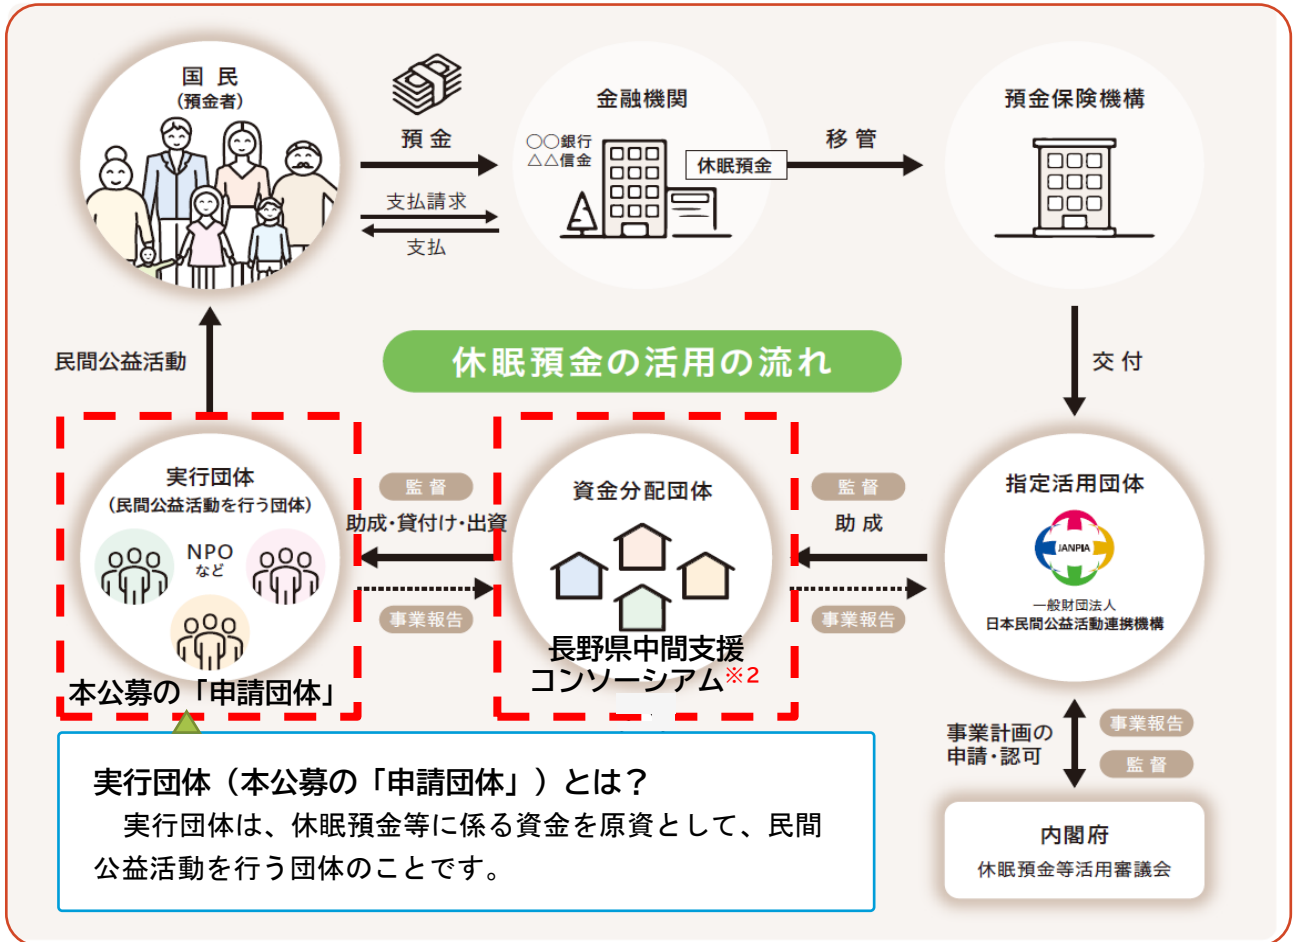 国 民
(預金者)
預 金
支払請求
支払
金融機関
〇〇銀行
△△信金
休眠預金
移 管
預金保険機構
民間公益活動
休眠預金の活用の流れ
交 付
実行団体
(民間公益活動を行う団体)
NPO
など
本公募の「申請団体」
監 督
助成・貸付け・出資
事業報告
資金分配団体
長野県中間支援
コンソーシアム※2
監 督
助 成
事業報告
指定活用団体
JANPIA
一般財団法人
日本民間公益活動連携機構
事業計画の
申請・認可
事業報告
監 督
内閣府
休眠預金等活用審議会
実行団体（本公募の「申請団体」）とは？
実行団体は、休眠預金等に係る資金を原資として、民間
公益活動を行う団体のことです。